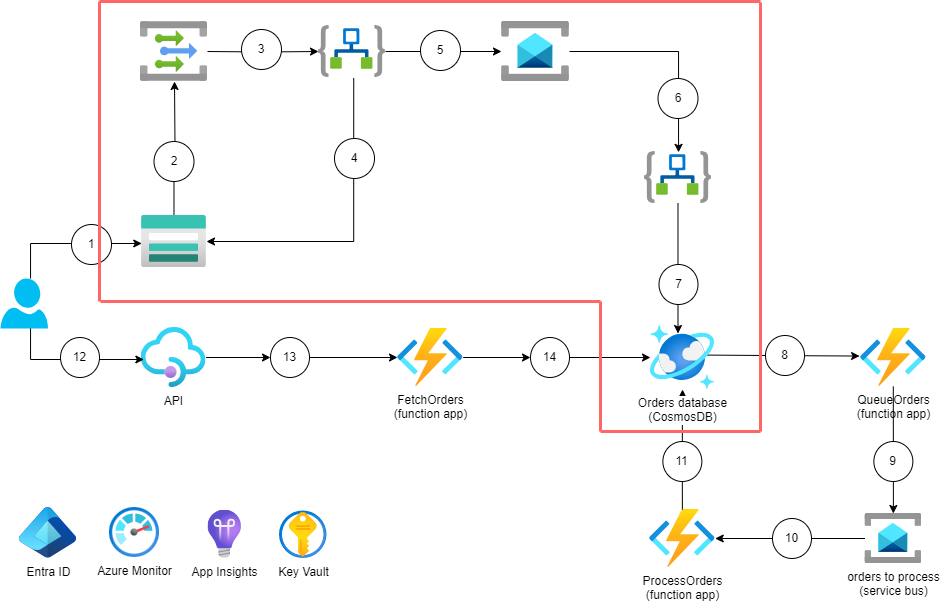 3
5
6
2
4
1
7
12
13
14
8
API
FetchOrders
(function app)
Orders database
(CosmosDB)
QueueOrders
(function app)
11
9
10
Entra ID
Azure Monitor
App Insights
Key Vault
ProcessOrders
(function app)
orders to process
(service bus)